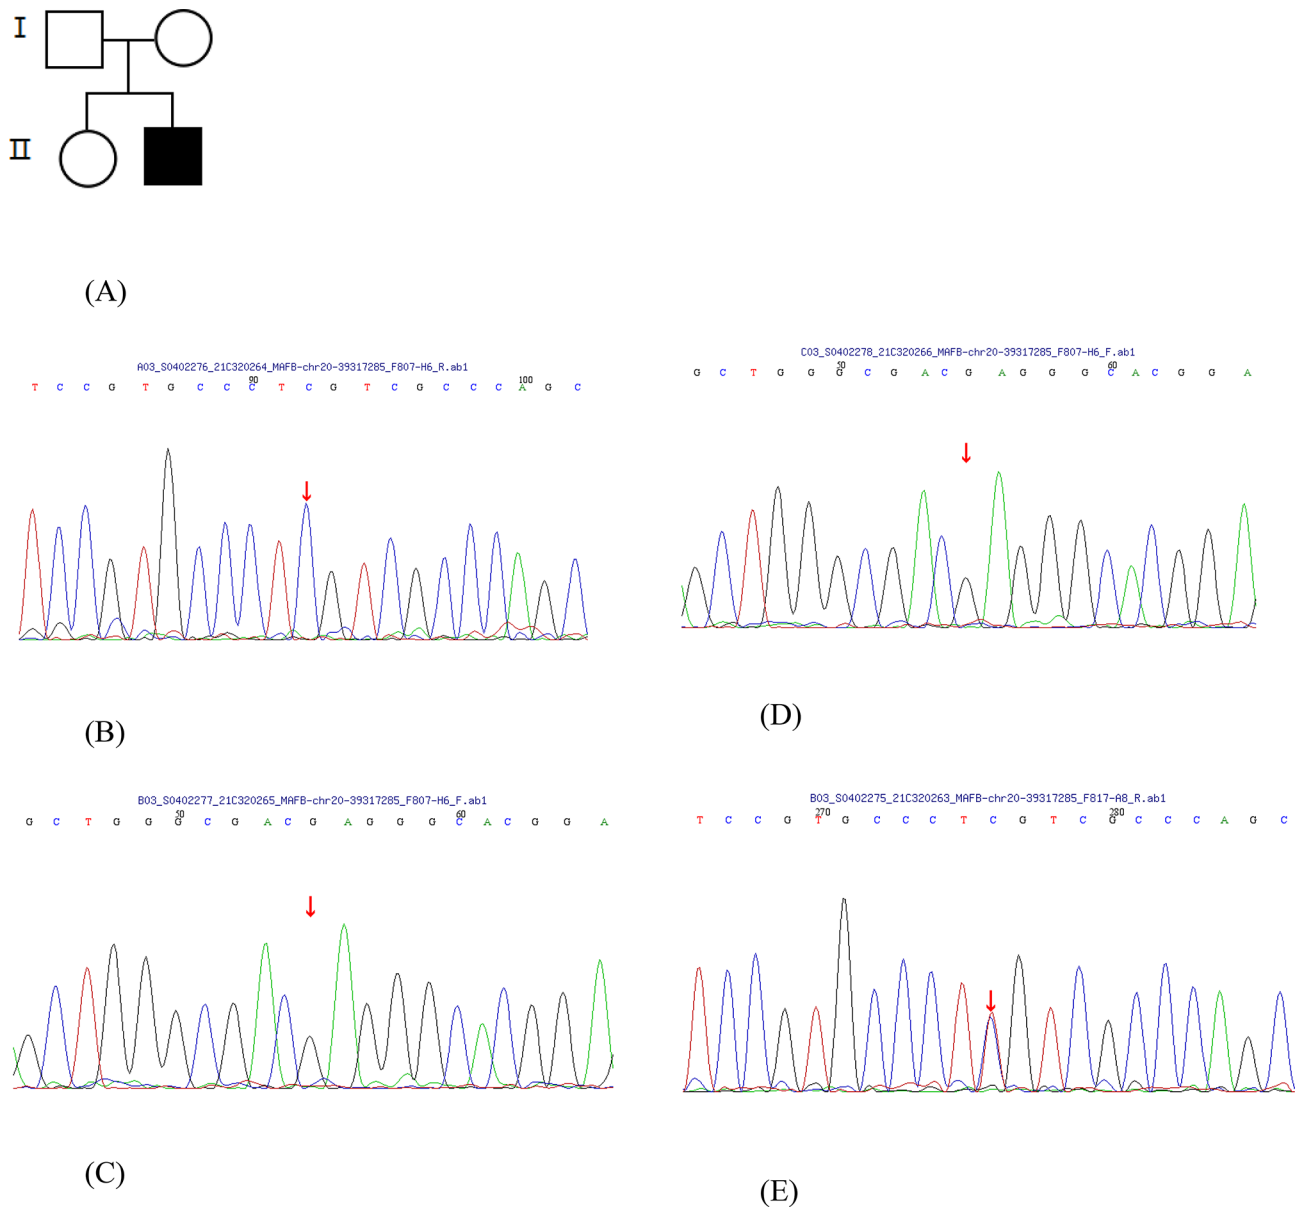 I
II
(A)
A03_S0402276_21C320264_MAFB-chr20-39317285_F807-H6_R.ab1
90 100
T C C G T G C C C T C G T C G C C C A G C
(B)
B03_S0402277_21C320265_MAFB-chr20-39317285_F807-H6_F.ab1
50 60
G C T G G G C G A C G A G G G C A C G G A
(C)
C03_S0402278_21C320266_MAFB-chr20-39317285_F807-H6_F.ab1
50 60
G C T G G G C G A C G A G G G C A C G G A
(D)
B03_S0402275_21C320263_MAFB-chr20-39317285_F817-A8_R.ab1
270 280
T C C G T G C C C T C G T C G C C C A G C
(E)